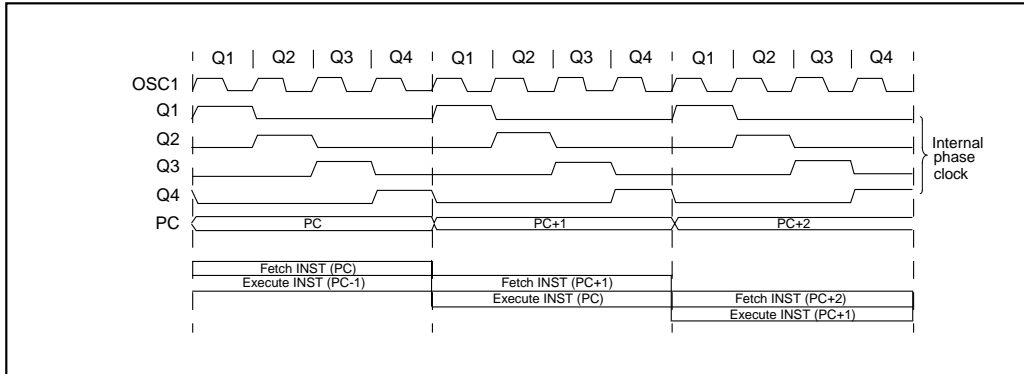 Q1 | Q2 | Q3 | Q4 | Q1 | Q2 | Q3 | Q4 | Q1 | Q2 | Q3 | Q4
OSC1
Q1
Q2
Q3
Q4
PC
PC PC+1 PC+2
Internal
phase
clock
Fetch INST (PC)
Execute INST (PC-1) Fetch INST (PC+1)
Execute INST (PC) Fetch INST (PC+2)
Execute INST (PC+1)